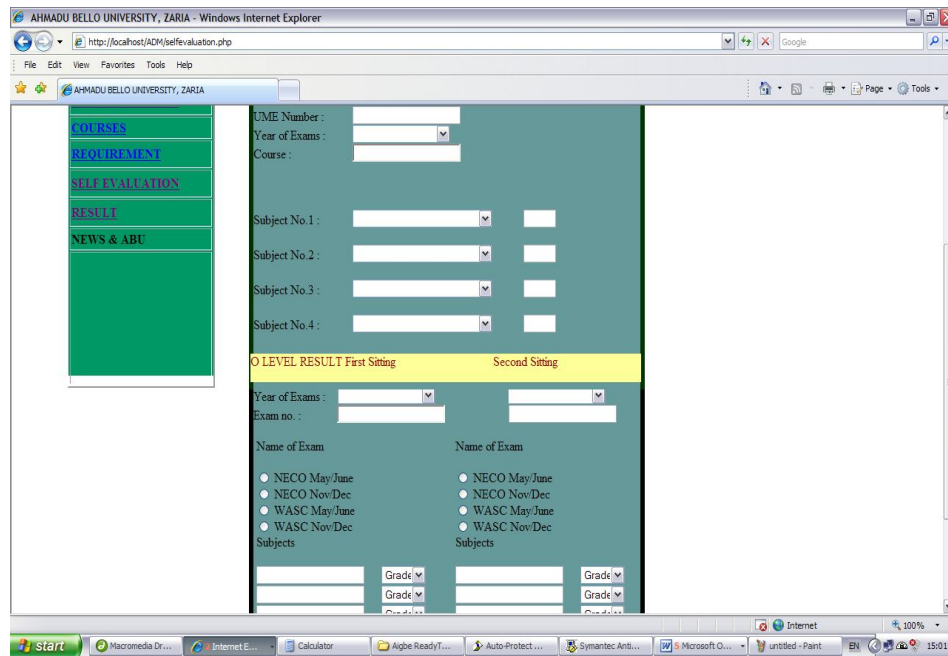 AHMADU BELLO UNIVERSITY, ZARIA - Windows Internet Explorer
http://localhost/ADM/selfevaluation.php
Google
File Edit View Favorites Tools Help
AHMADU BELLO UNIVERSITY, ZARIA
Page Tools
COURSES
REQUIREMENT
SELF EVALUATION
RESULT
NEWS & ABU
UME Number :
Year of Exams :
Course :
Subject No.1 :
Subject No.2 :
Subject No.3 :
Subject No.4 :
O LEVEL RESULT First Sitting Second Sitting
Year of Exams :
Exam no. :
Name of Exam Name of Exam
NECO May/June NECO May/June
NECO Nov/Dec NECO Nov/Dec
WASC May/June WASC May/June
WASC Nov/Dec WASC Nov/Dec
Subjects Subjects
Grade Grade
Grade Grade
Internet 100%
start Macromedia Dr... Internet E... Calculator Aigbe ReadyT... Auto-Protect ... Symantec Anti... 5 Microsoft O... untitled - Paint EN 15:01